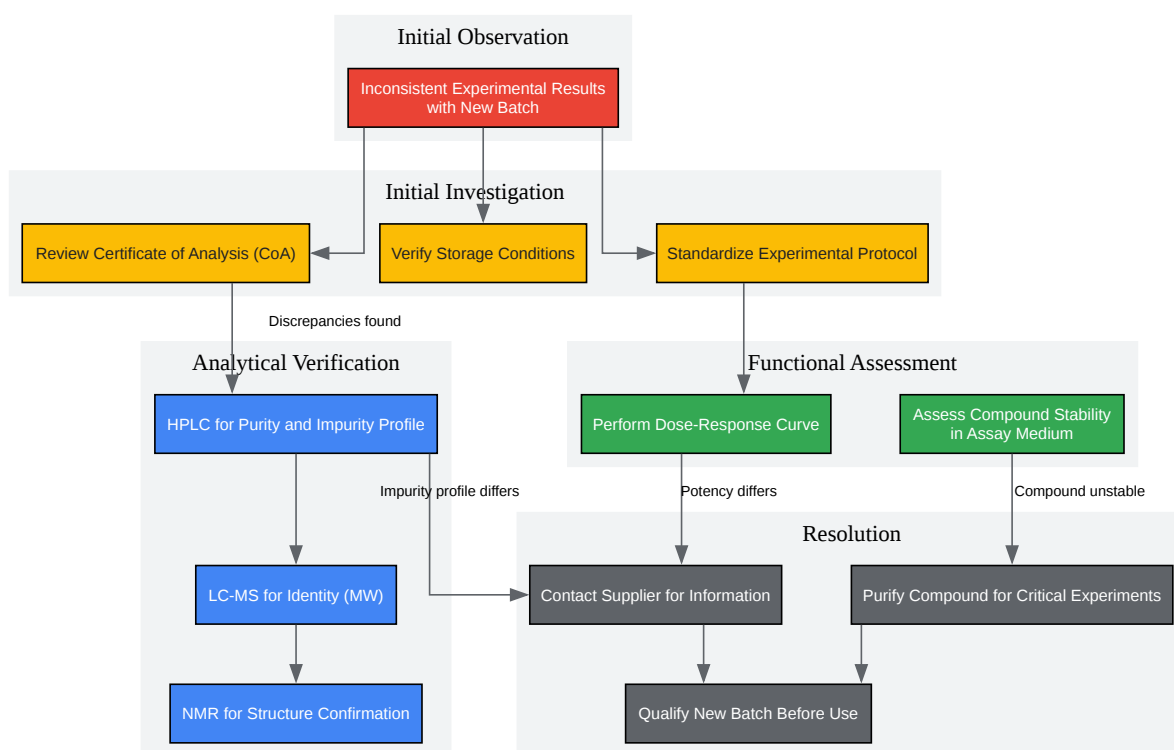 Initial Observation
Inconsistent Experimental Results
with New Batch
Initial Investigation
Review Certificate of Analysis (CoA)
Verify Storage Conditions
Standardize Experimental Protocol
Discrepancies found
Analytical Verification
Functional Assessment
HPLC for Purity and Impurity Profile
Perform Dose-Response Curve
Assess Compound Stability
in Assay Medium
Impurity profile differs
Potency differs
Compound unstable
Resolution
LC-MS for Identity (MW)
Contact Supplier for Information
Purify Compound for Critical Experiments
NMR for Structure Confirmation
Qualify New Batch Before Use